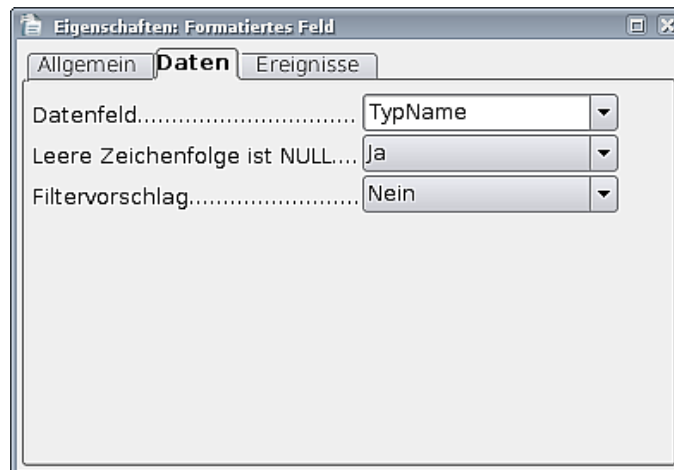 Eigenschaften: Formatiertes Feld
Allgemein Daten Ereignisse
Datenfeld................................ TypName
Leere Zeichenfolge ist NULL.... Ja
Filtervorschlag......................... Nein